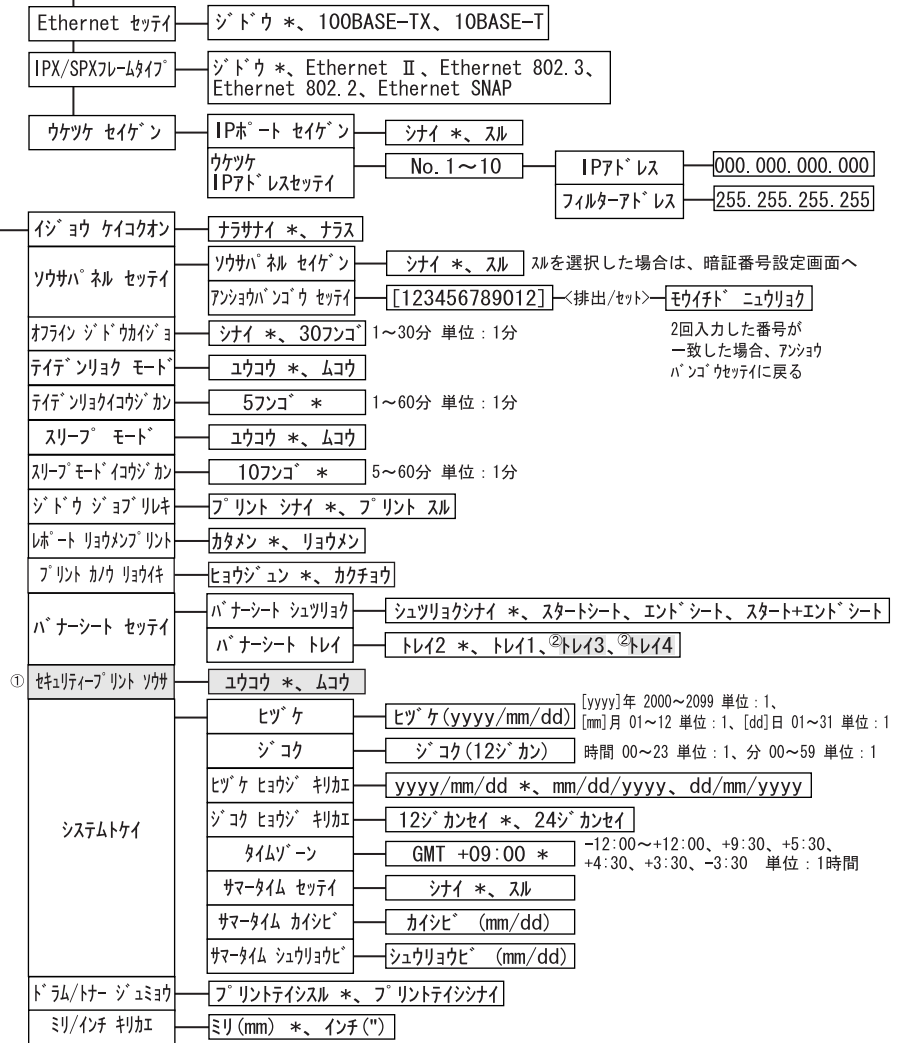 Ethernet ｾｯﾃｲ ｼﾞﾄﾞｳ *、100BASE-TX、10BASE-T
IPX/SPXﾌﾚｰﾑﾀｲﾌﾟ ｼﾞﾄﾞｳ *、Ethernet Ⅱ、Ethernet 802.3、
Ethernet 802.2、Ethernet SNAP
ｳｹﾂｹ ｾｲｹﾞﾝ IPﾎﾟｰﾄ ｾｲｹﾞﾝ ｼﾅｲ *、ｽﾙ
ｳｹﾂｹ
IPｱﾄﾞﾚｽｾｯﾃｲ No.1～10 IPｱﾄﾞﾚｽ 000.000.000.000
ﾌｨﾙﾀｰｱﾄﾞﾚｽ 255.255.255.255
ｲｼﾞｮｳ ｹｲｺｸｵﾝ ﾅﾗｻﾅｲ *、ﾅﾗｽ
ｿｳｻﾊﾟﾈﾙ ｾｯﾃｲ ｿｳｻﾊﾟﾈﾙ ｾｲｹﾞﾝ ｼﾅｲ *、ｽﾙ ｽﾙを選択した場合は、暗証番号設定画面へ
ｱﾝｼｮｳﾊﾞﾝｺﾞｳ ｾｯﾃｲ [123456789012] <排出/ｾｯﾄ> ﾓｳｲﾁﾄﾞ ﾆｭｳﾘｮｸ
2回入力した番号が
一致した場合、ｱﾝｼｮｳ
ﾊﾞﾝｺﾞｳｾｯﾃｲに戻る
ｵﾌﾗｲﾝ ｼﾞﾄﾞｳｶｲｼﾞｮ ｼﾅｲ *、30ﾌﾝｺﾞ 1～30分 単位：1分
ﾃｲﾃﾞﾝﾘｮｸ ﾓｰﾄﾞ ﾕｳｺｳ *、ﾑｺｳ
ﾃｲﾃﾞﾝﾘｮｸｲｺｳｼﾞｶﾝ 5ﾌﾝｺﾞ * 1～60分 単位：1分
ｽﾘｰﾌﾟ ﾓｰﾄﾞ ﾕｳｺｳ *、ﾑｺｳ
ｽﾘｰﾌﾟﾓｰﾄﾞｲｺｳｼﾞｶﾝ 10ﾌﾝｺﾞ * 5～60分 単位：1分
ｼﾞﾄﾞｳ ｼﾞｮﾌﾞﾘﾚｷ ﾌﾟﾘﾝﾄ ｼﾅｲ *、ﾌﾟﾘﾝﾄ ｽﾙ
ﾚﾎﾟｰﾄ ﾘｮｳﾒﾝﾌﾟﾘﾝﾄ ｶﾀﾒﾝ *、ﾘｮｳﾒﾝ
ﾌﾟﾘﾝﾄ ｶﾉｳ ﾘｮｳｲｷ ﾋｮｳｼﾞｭﾝ *、ｶｸﾁｮｳ
ﾊﾞﾅｰｼｰﾄ ｾｯﾃｲ ﾊﾞﾅｰｼｰﾄ ｼｭﾂﾘｮｸ ｼｭﾂﾘｮｸｼﾅｲ *、ｽﾀｰﾄｼｰﾄ、ｴﾝﾄﾞｼｰﾄ、ｽﾀｰﾄ+ｴﾝﾄﾞｼｰﾄ
ﾊﾞﾅｰｼｰﾄ ﾄﾚｲ ﾄﾚｲ2 *、ﾄﾚｲ1、②ﾄﾚｲ3、②ﾄﾚｲ4
① ｾｷｭﾘﾃｨｰﾌﾟﾘﾝﾄ ｿｳｻ ﾕｳｺｳ *、ﾑｺｳ
ｼｽﾃﾑﾄｹｲ ﾋﾂﾞｹ ﾋﾂﾞｹ(yyyy/mm/dd) [yyyy]年 2000～2099 単位：1、
[mm]月 01～12 単位：1、[dd]日 01～31 単位：1
ｼﾞｺｸ ｼﾞｺｸ(12ｼﾞｶﾝ) 時間 00～23 単位：1、分 00～59 単位：1
ﾋﾂﾞｹ ﾋｮｳｼﾞ ｷﾘｶｴ yyyy/mm/dd *、mm/dd/yyyy、dd/mm/yyyy
ｼﾞｺｸ ﾋｮｳｼﾞ ｷﾘｶｴ 12ｼﾞｶﾝｾｲ *、24ｼﾞｶﾝｾｲ
ﾀｲﾑｿﾞｰﾝ GMT +09:00 * -12:00～+12:00、+9:30、+5:30、
+4:30、+3:30、-3:30 単位：1時間
ｻﾏｰﾀｲﾑ ｾｯﾃｲ ｼﾅｲ *、ｽﾙ
ｻﾏｰﾀｲﾑ ｶｲｼﾋﾞ ｶｲｼﾋﾞ (mm/dd)
ｻﾏｰﾀｲﾑ ｼｭｳﾘｮｳﾋﾞ ｼｭｳﾘｮｳﾋﾞ (mm/dd)
ﾄﾞﾗﾑ/ﾄﾅｰ ｼﾞｭﾐｮｳ ﾌﾟﾘﾝﾄﾃｲｼｽﾙ *、ﾌﾟﾘﾝﾄﾃｲｼｼﾅｲ
ﾐﾘ/ｲﾝﾁ ｷﾘｶｴ ﾐﾘ(mm) *、ｲﾝﾁ(")